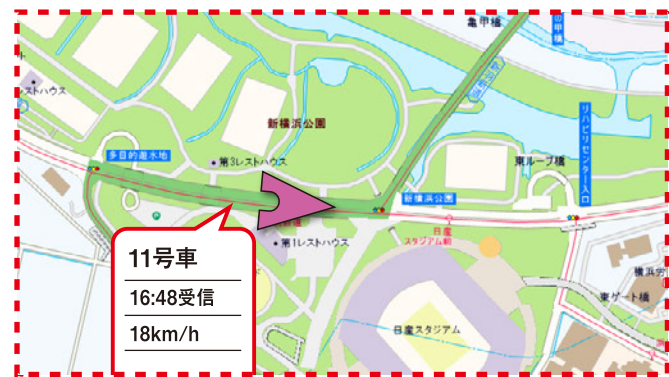 亀甲橋
の甲橋
ストハウス
新横浜公園
リハビリセンター入口
多目的遊水地
第3レストハウス
東ループ橋
新横浜公園
日産
スタジアム前
第1レストハウス
11号車
16:48受信
18km/h
横浜労
東ゲート橋
日産スタジアム